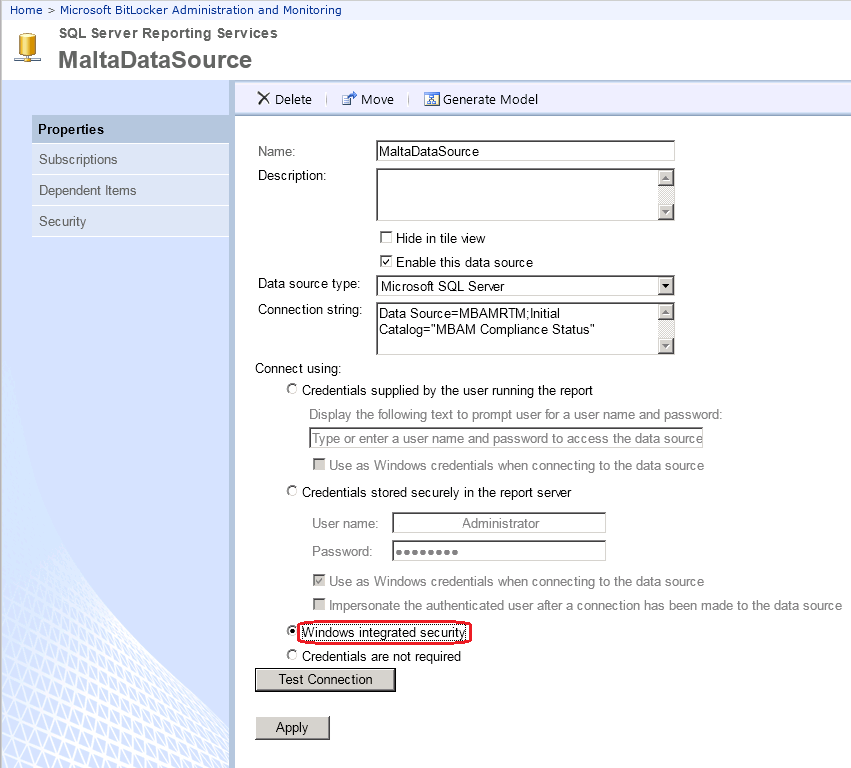 Home > Microsoft BitLocker Administration and Monitoring
SQL Server Reporting Services
MaltaDataSource
Delete Move Generate Model
Properties
Subscriptions
Dependent Items
Security
Name: MaltaDataSource
Description:
Hide in tile view
Enable this data source
Data source type: Microsoft SQL Server
Connection string: Data Source=MBAMRTM;Initial
Catalog="MBAM Compliance Status"
Connect using:
Credentials supplied by the user running the report
Display the following text to prompt user for a user name and password:
Type or enter a user name and password to access the data source
Use as Windows credentials when connecting to the data source
Credentials stored securely in the report server
User name: Administrator
Password: ●●●●●●●●
Use as Windows credentials when connecting to the data source
Impersonate the authenticated user after a connection has been made to the data source
Windows integrated security
Credentials are not required
Test Connection
Apply